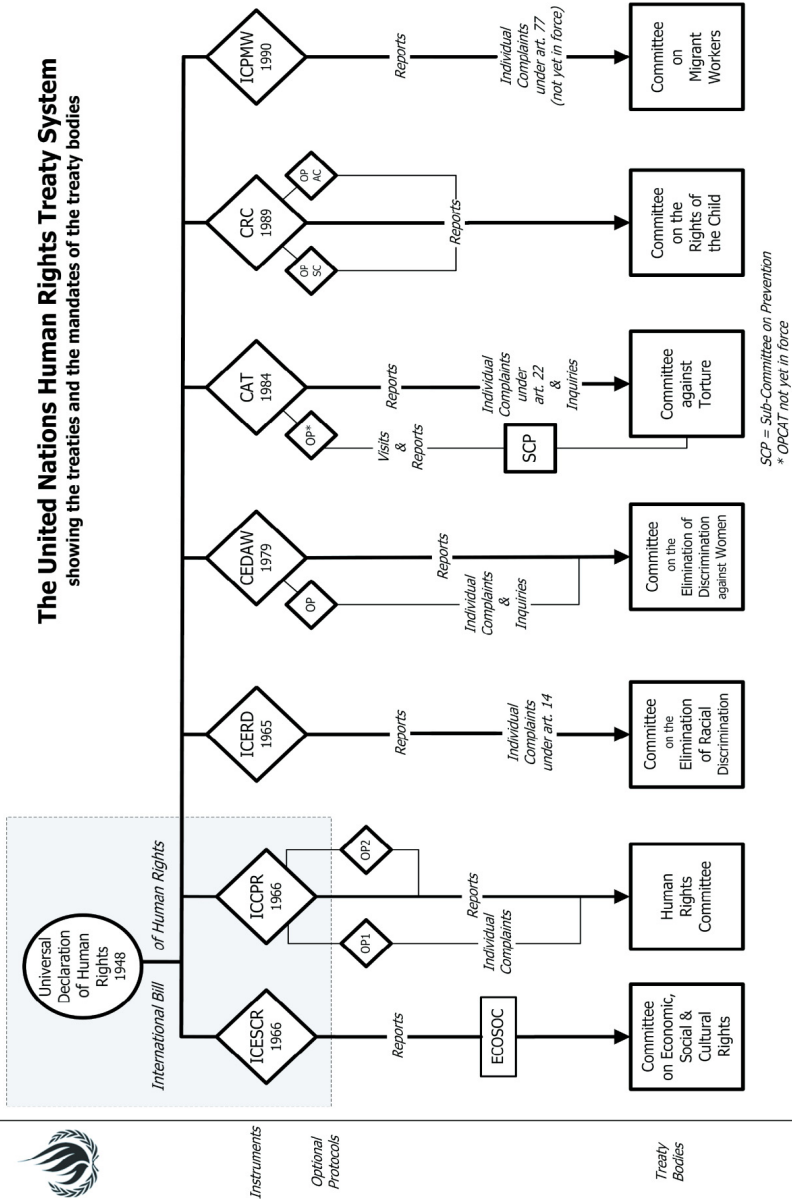 The United Nations Human Rights Treaty System
showing the treaties and the mandates of the treaty bodies
Universal
Declaration
of Human
Rights
1948
International Bill
of Human Rights
Instruments
ICESCR
1966
ICCPR
1966
ICERD
1965
CEDAW
1979
CAT
1984
CRC
1989
ICPMW
1990
Optional
Protocols
OP1
OP2
OP
OP*
OP
SC
OP
AC
Reports
ECOSOC
Reports
Individual
Complaints
Reports
Individual
Complaints
under art. 14
Reports
Individual
Complaints
&
Inquiries
Visits
&
Reports
SCP
Reports
Individual
Complaints
under
art. 22
&
Inquiries
Reports
Reports
Individual
Complaints
under art. 77
(not yet in force)
Treaty
Bodies
Committee
on Economic,
Social &
Cultural
Rights
Human
Rights
Committee
Committee
on the
Elimination
of Racial
Discrimination
Committee
on the
Elimination of
Discrimination
against Women
Committee
against
Torture
Committee
on the
Rights of
the Child
Committee
on
Migrant
Workers
SCP = Sub-Committee on Prevention
* OPCAT not yet in force